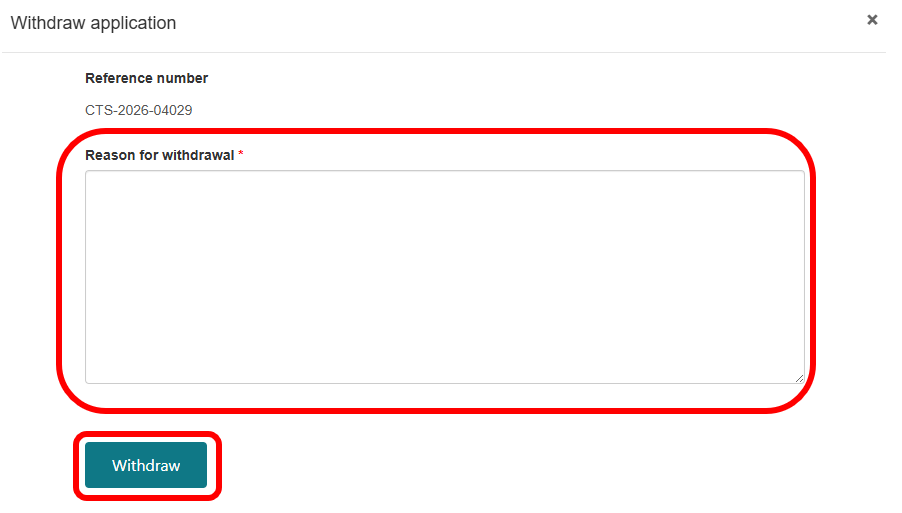 Withdraw application
Reference number
CTS-2026-04029
Reason for withdrawal *
Withdraw